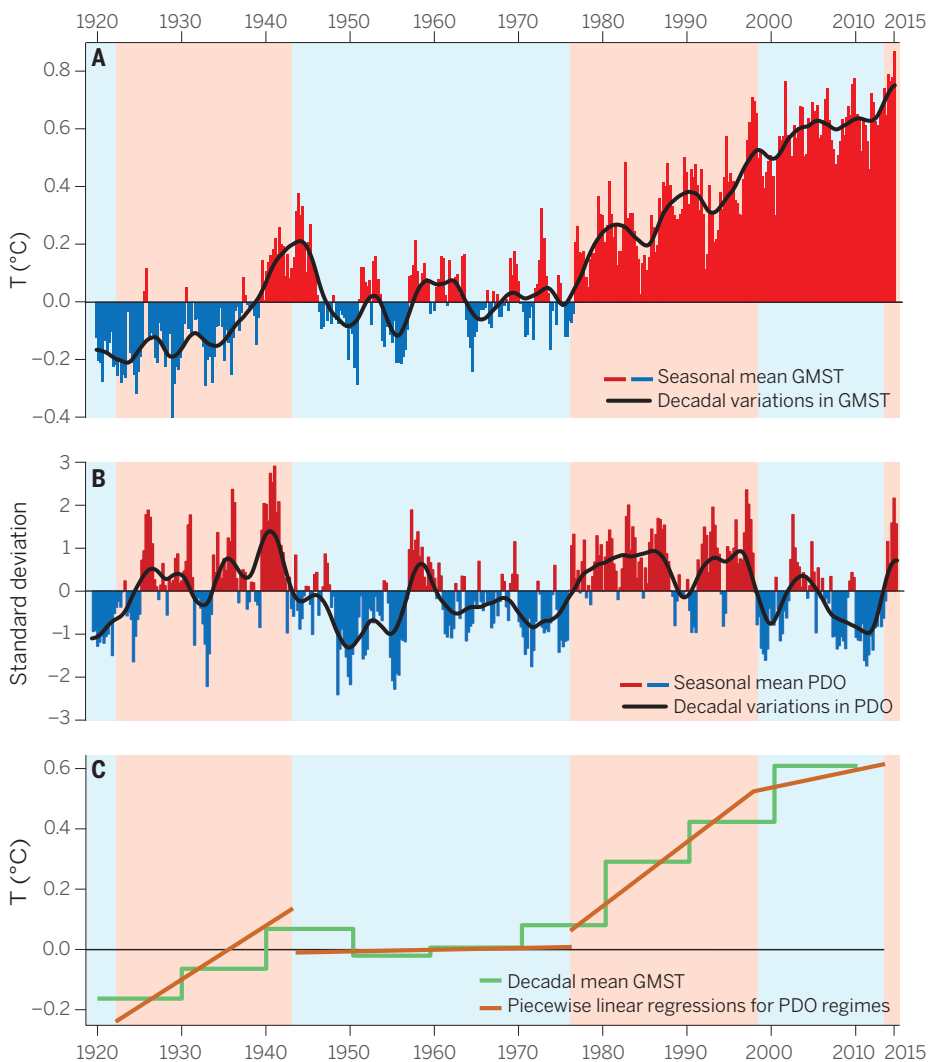 1920 1930 1940 1950 1960 1970 1980 1990 2000 2010 2015
A
0.8
0.6
0.4
0.2
0.0
−0.2
−0.4
T (°C)
Seasonal mean GMST
Decadal variations in GMST
B
3
2
1
0
−1
−2
−3
Standard deviation
Seasonal mean PDO
Decadal variations in PDO
C
0.6
0.4
0.2
0.0
−0.2
T (°C)
Decadal mean GMST
Piecewise linear regressions for PDO regimes
1920 1930 1940 1950 1960 1970 1980 1990 2000 2010 2015